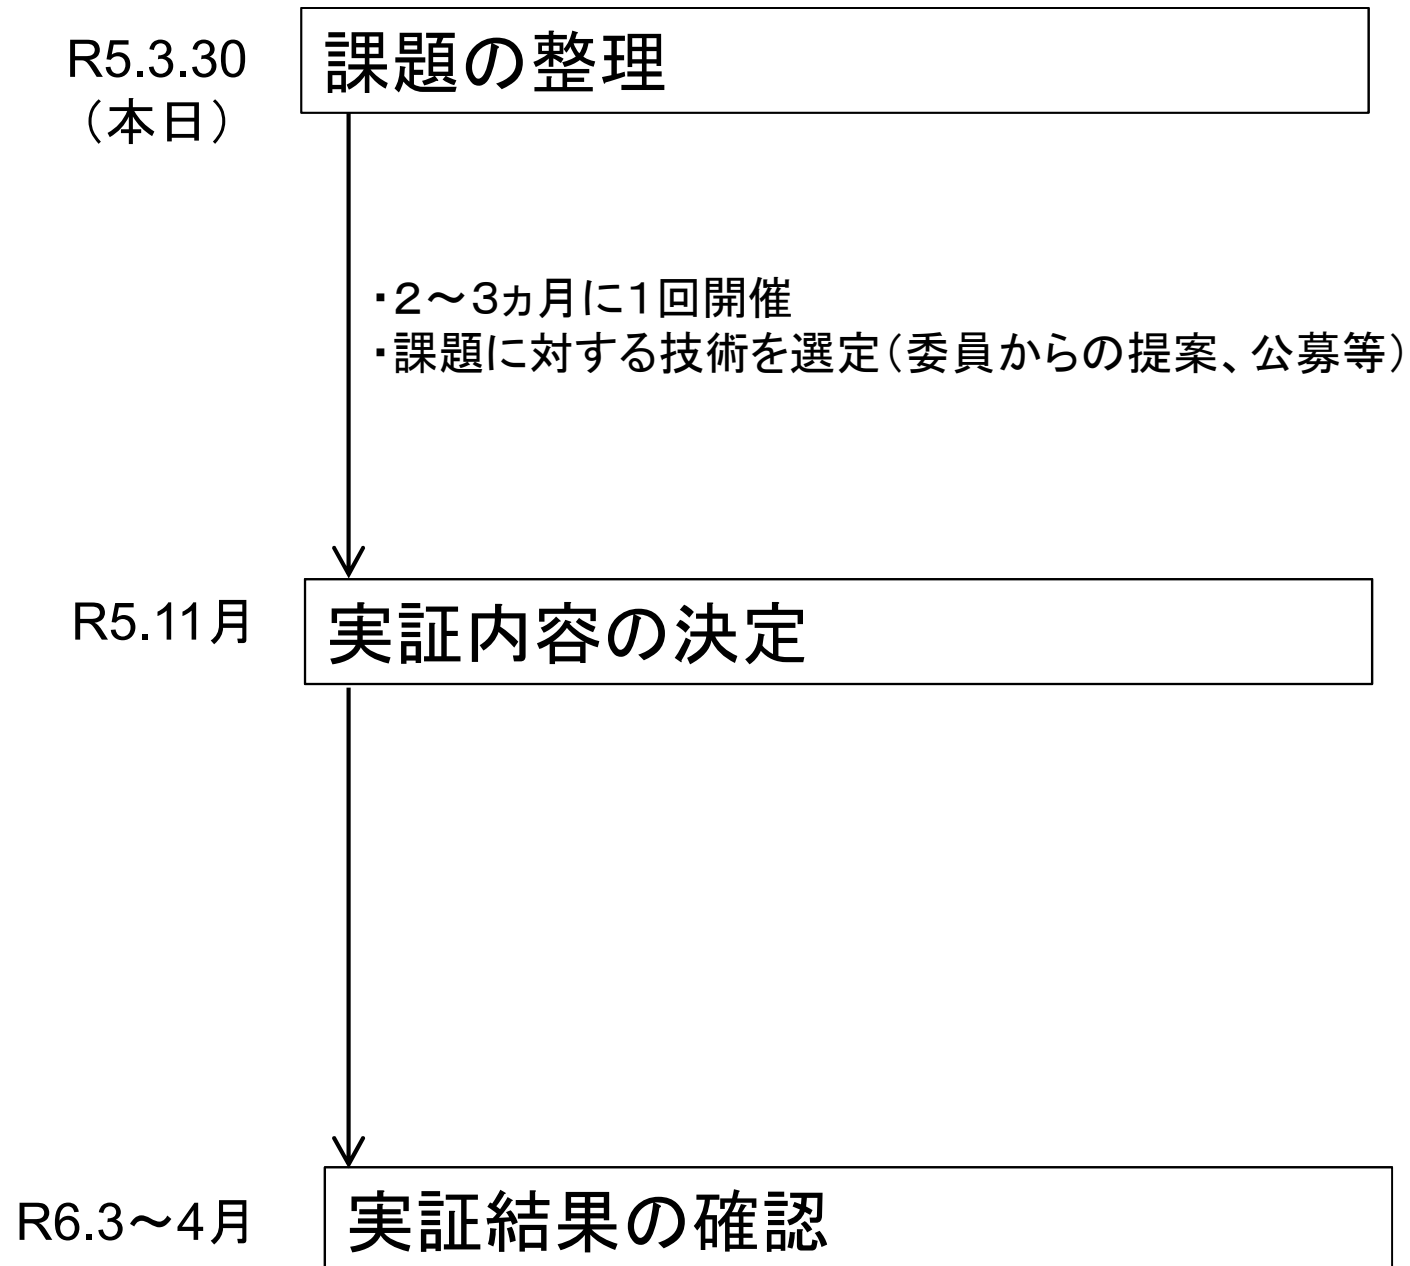 R5.3.30
（本日）
課題の整理
・２～３ヵ月に１回開催
・課題に対する技術を選定（委員からの提案、公募等）
R5.11月
実証内容の決定
R6.3～4月
実証結果の確認